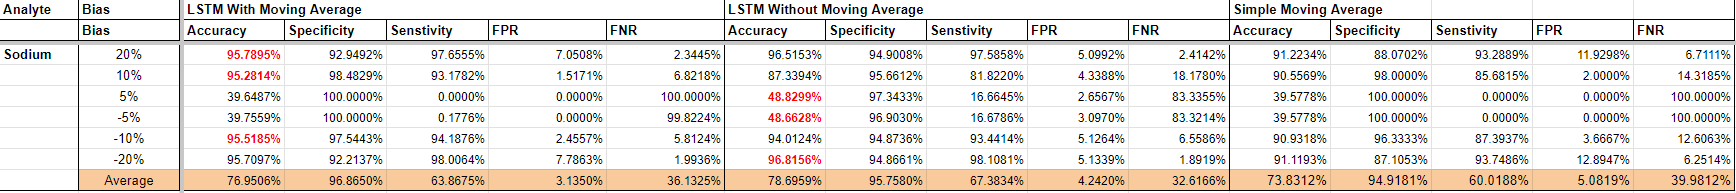 Analyte Bias LSTM With Moving Average LSTM Without Moving Average Simple Moving Average
Bias Accuracy Specificity Senstivity FPR FNR Accuracy Specificity Senstivity FPR FNR Accuracy Specificity Senstivity FPR FNR
Sodium 20% 95.7895% 92.9492% 97.6555% 7.0508% 2.3445% 96.5153% 94.9008% 97.5858% 5.0992% 2.4142% 91.2234% 88.0702% 93.2889% 11.9298% 6.7111%
10% 95.2814% 98.4829% 93.1782% 1.5171% 6.8218% 87.3394% 95.6612% 81.8220% 4.3388% 18.1780% 90.5569% 98.0000% 85.6815% 2.0000% 14.3185%
5% 39.6487% 100.0000% 0.0000% 0.0000% 100.0000% 48.8299% 97.3433% 16.6645% 2.6567% 83.3355% 39.5778% 100.0000% 0.0000% 0.0000% 100.0000%
-5% 39.7559% 100.0000% 0.1776% 0.0000% 99.8224% 48.6628% 96.9030% 16.6786% 3.0970% 83.3214% 39.5778% 100.0000% 0.0000% 0.0000% 100.0000%
-10% 95.5185% 97.5443% 94.1876% 2.4557% 5.8124% 94.0124% 94.8736% 93.4414% 5.1264% 6.5586% 90.9318% 96.3333% 87.3937% 3.6667% 12.6063%
-20% 95.7097% 92.2137% 98.0064% 7.7863% 1.9936% 96.8156% 94.8661% 98.1081% 5.1339% 1.8919% 91.1193% 87.1053% 93.7486% 12.8947% 6.2514%
Average 76.9506% 96.8650% 63.8675% 3.1350% 36.1325% 78.6959% 95.7580% 67.3834% 4.2420% 32.6166% 73.8312% 94.9181% 60.0188% 5.0819% 39.9812%